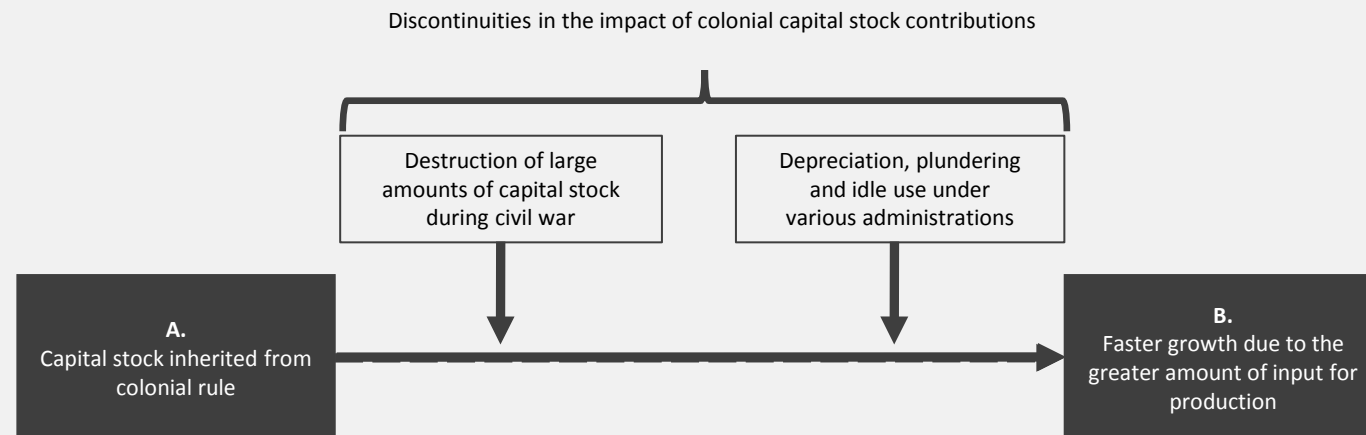 Discontinuities in the impact of colonial capital stock contributions
Destruction of large
amounts of capital stock
during civil war
Depreciation, plundering
and idle use under
various administrations
A.
Capital stock inherited from
colonial rule
B.
Faster growth due to the
greater amount of input for
production